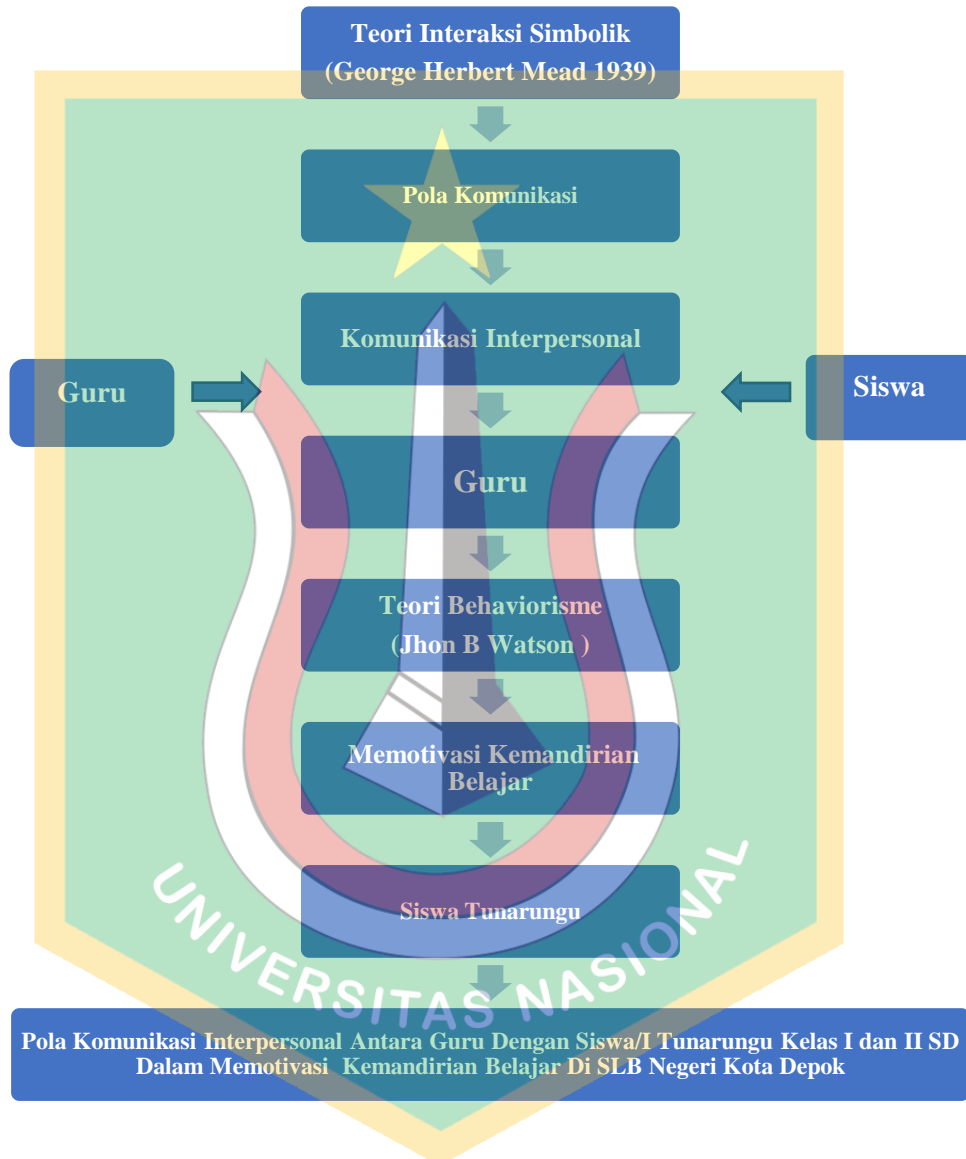 Teori Interaksi Simbolik
(George Herbert Mead 1939)
Pola Komunikasi
Komunikasi Interpersonal
Guru
Siswa
Guru
Teori Behaviorisme
(Jhon B Watson )
Memotivasi Kemandirian
Belajar
Siswa Tunarungu
UNIVERSITAS NASIONAL
Pola Komunikasi Interpersonal Antara Guru Dengan Siswa/I Tunarungu Kelas I dan II SD
Dalam Memotivasi Kemandirian Belajar Di SLB Negeri Kota Depok